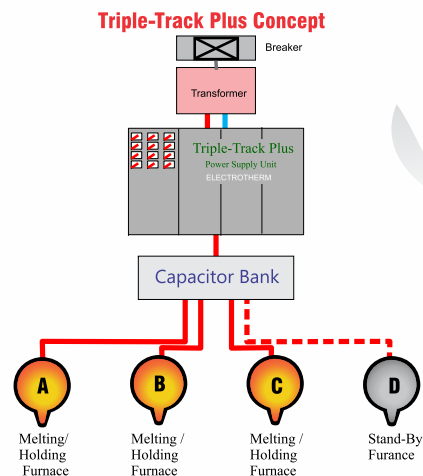 Triple-Track Plus Concept
Breaker
Transformer
Triple-Track Plus
Power Supply Unit
ELECTROTHERM
Capacitor Bank
A
B
C
D
Melting/
Holding
Furnace
Melting /
Holding
Furnace
Melting /
Holding
Furnace
Stand-By
Furance